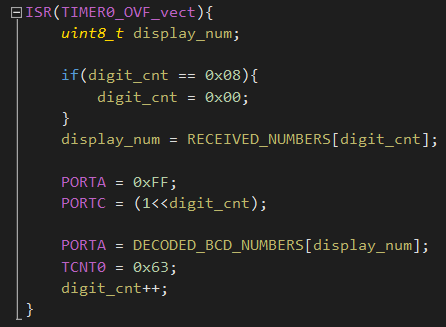 ISR(TIMER0_OVF_vect){
uint8_t display_num;
if(digit_cnt == 0x08){
digit_cnt = 0x00;
}
display_num = RECEIVED_NUMBERS[digit_cnt];
PORTA = 0xFF;
PORTC = (1<<digit_cnt);
PORTA = DECODED_BCD_NUMBERS[display_num];
TCNT0 = 0x63;
digit_cnt++;
}